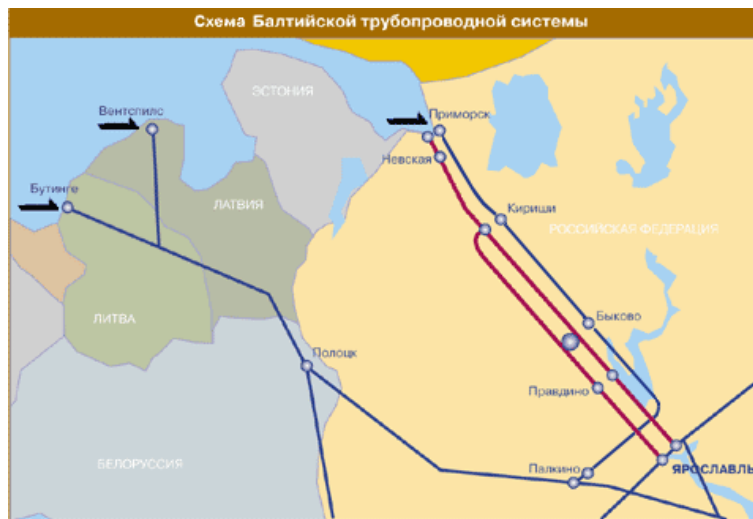 Схема Балтийской трубопроводной системы
ЭСТОНИЯ
Вентспилс
Приморск
Невская
Бутинге
ЛАТВИЯ
Кириши
РОССИЙСКАЯ ФЕДЕРАЦИЯ
ЛИТВА
Быково
Полоцк
Правдино
БЕЛОРУССИЯ
Палкино
ЯРОСЛАВЛЬ